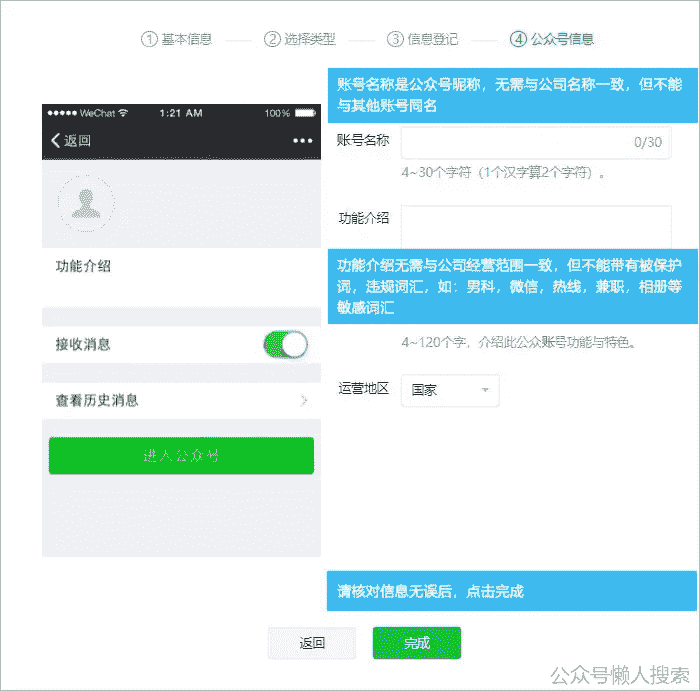 ① 基本信息 ② 选择类型 ③ 信息登记 ④ 公众号信息
账号名称是公众号昵称，无需与公司名称一致，但不能
与其他账号同名
WeChat 1:21 AM 100%
返回
账号名称 0/30
4~30个字符（1个汉字算2个字符）。
功能介绍
功能介绍
功能介绍无需与公司经营范围一致，但不能带有被保护
词，违规词汇，如：男科，微信，热线，兼职，相册等
敏感词汇
接收消息
4~120个字，介绍此公众账号功能与特色。
运营地区 国家
查看历史消息
进入公众号
请核对信息无误后，点击完成
返回 完成
公众号懒人搜索